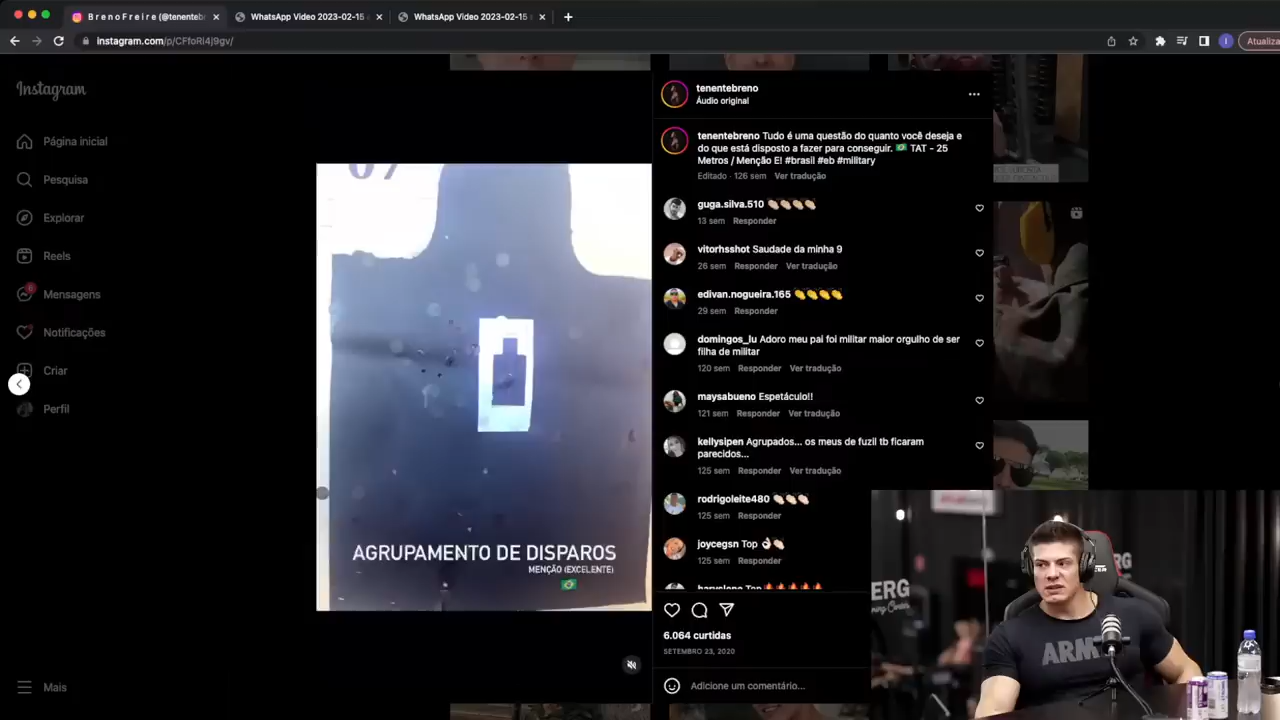 B r e n o F r e i r e (@tenentebr
WhatsApp Video 2023-02-15
WhatsApp Video 2023-02-15
instagram.com/p/CFfoRl4j9gv/
Atualiza
Instagram
Página inicial
Pesquisa
Explorar
Reels
6
Mensagens
Notificações
Criar
Perfil
Mais
AGRUPAMENTO DE DISPAROS
MENÇÃO (EXCELENTE)
tenentebreno
Áudio original
tenentebreno Tudo é uma questão do quanto você deseja e
do que está disposto a fazer para conseguir. 🇧🇷 TAT - 25
Metros / Menção E! #brasil #eb #military
Editado · 126 sem Ver tradução
guga.silva.510 👏🏻👏🏻👏🏻👏🏻
13 sem Responder
vitorhsshot Saudade da minha 9
26 sem Responder Ver tradução
edivan.nogueira.165 👏👏👏👏
29 sem Responder
domingos_lu Adoro meu pai foi militar maior orgulho de ser
filha de militar
120 sem Responder Ver tradução
maysabueno Espetáculo!!
121 sem Responder Ver tradução
kellysipen Agrupados... os meus de fuzil tb ficaram
parecidos...
125 sem Responder Ver tradução
rodrigoleite480 👏🏻👏🏻👏🏻
125 sem Responder
joycegsn Top 👌🏻👏🏻
125 sem Responder
6.064 curtidas
SETEMBRO 23, 2020
Adicione um comentário...
ERG
ERG
ARM